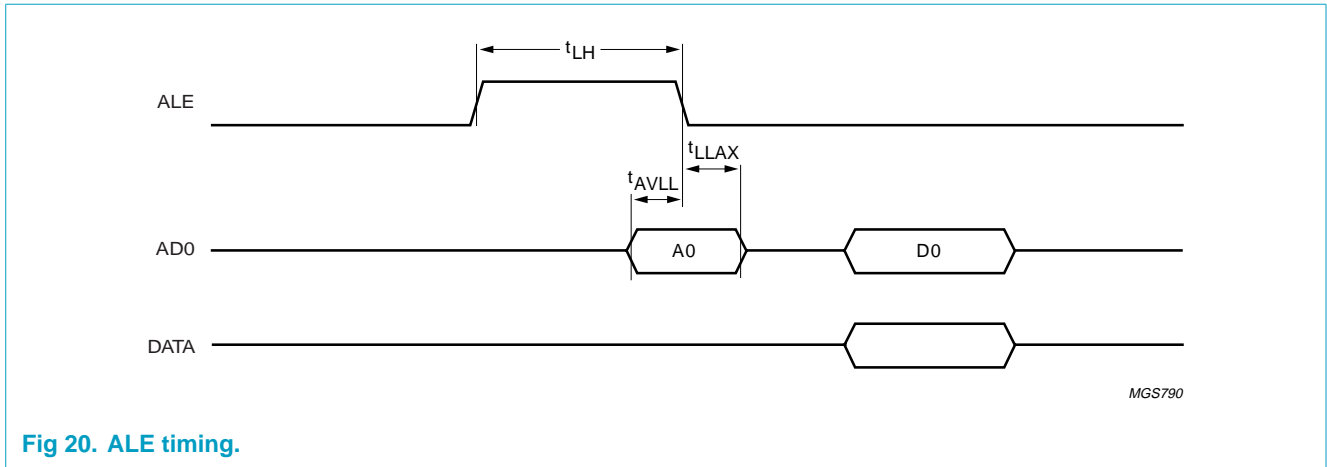 tLH
ALE
tLLAX
tAVLL
AD0
A0
D0
DATA
MGS790
Fig 20. ALE timing.